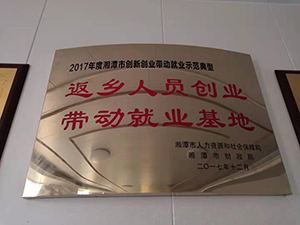 2017年度湘潭市创新创业带动就业示范典型
返乡人员创业
带动就业基地
湘潭市人力资源和社会保障局
湘潭市财政局
二〇一七年十二月